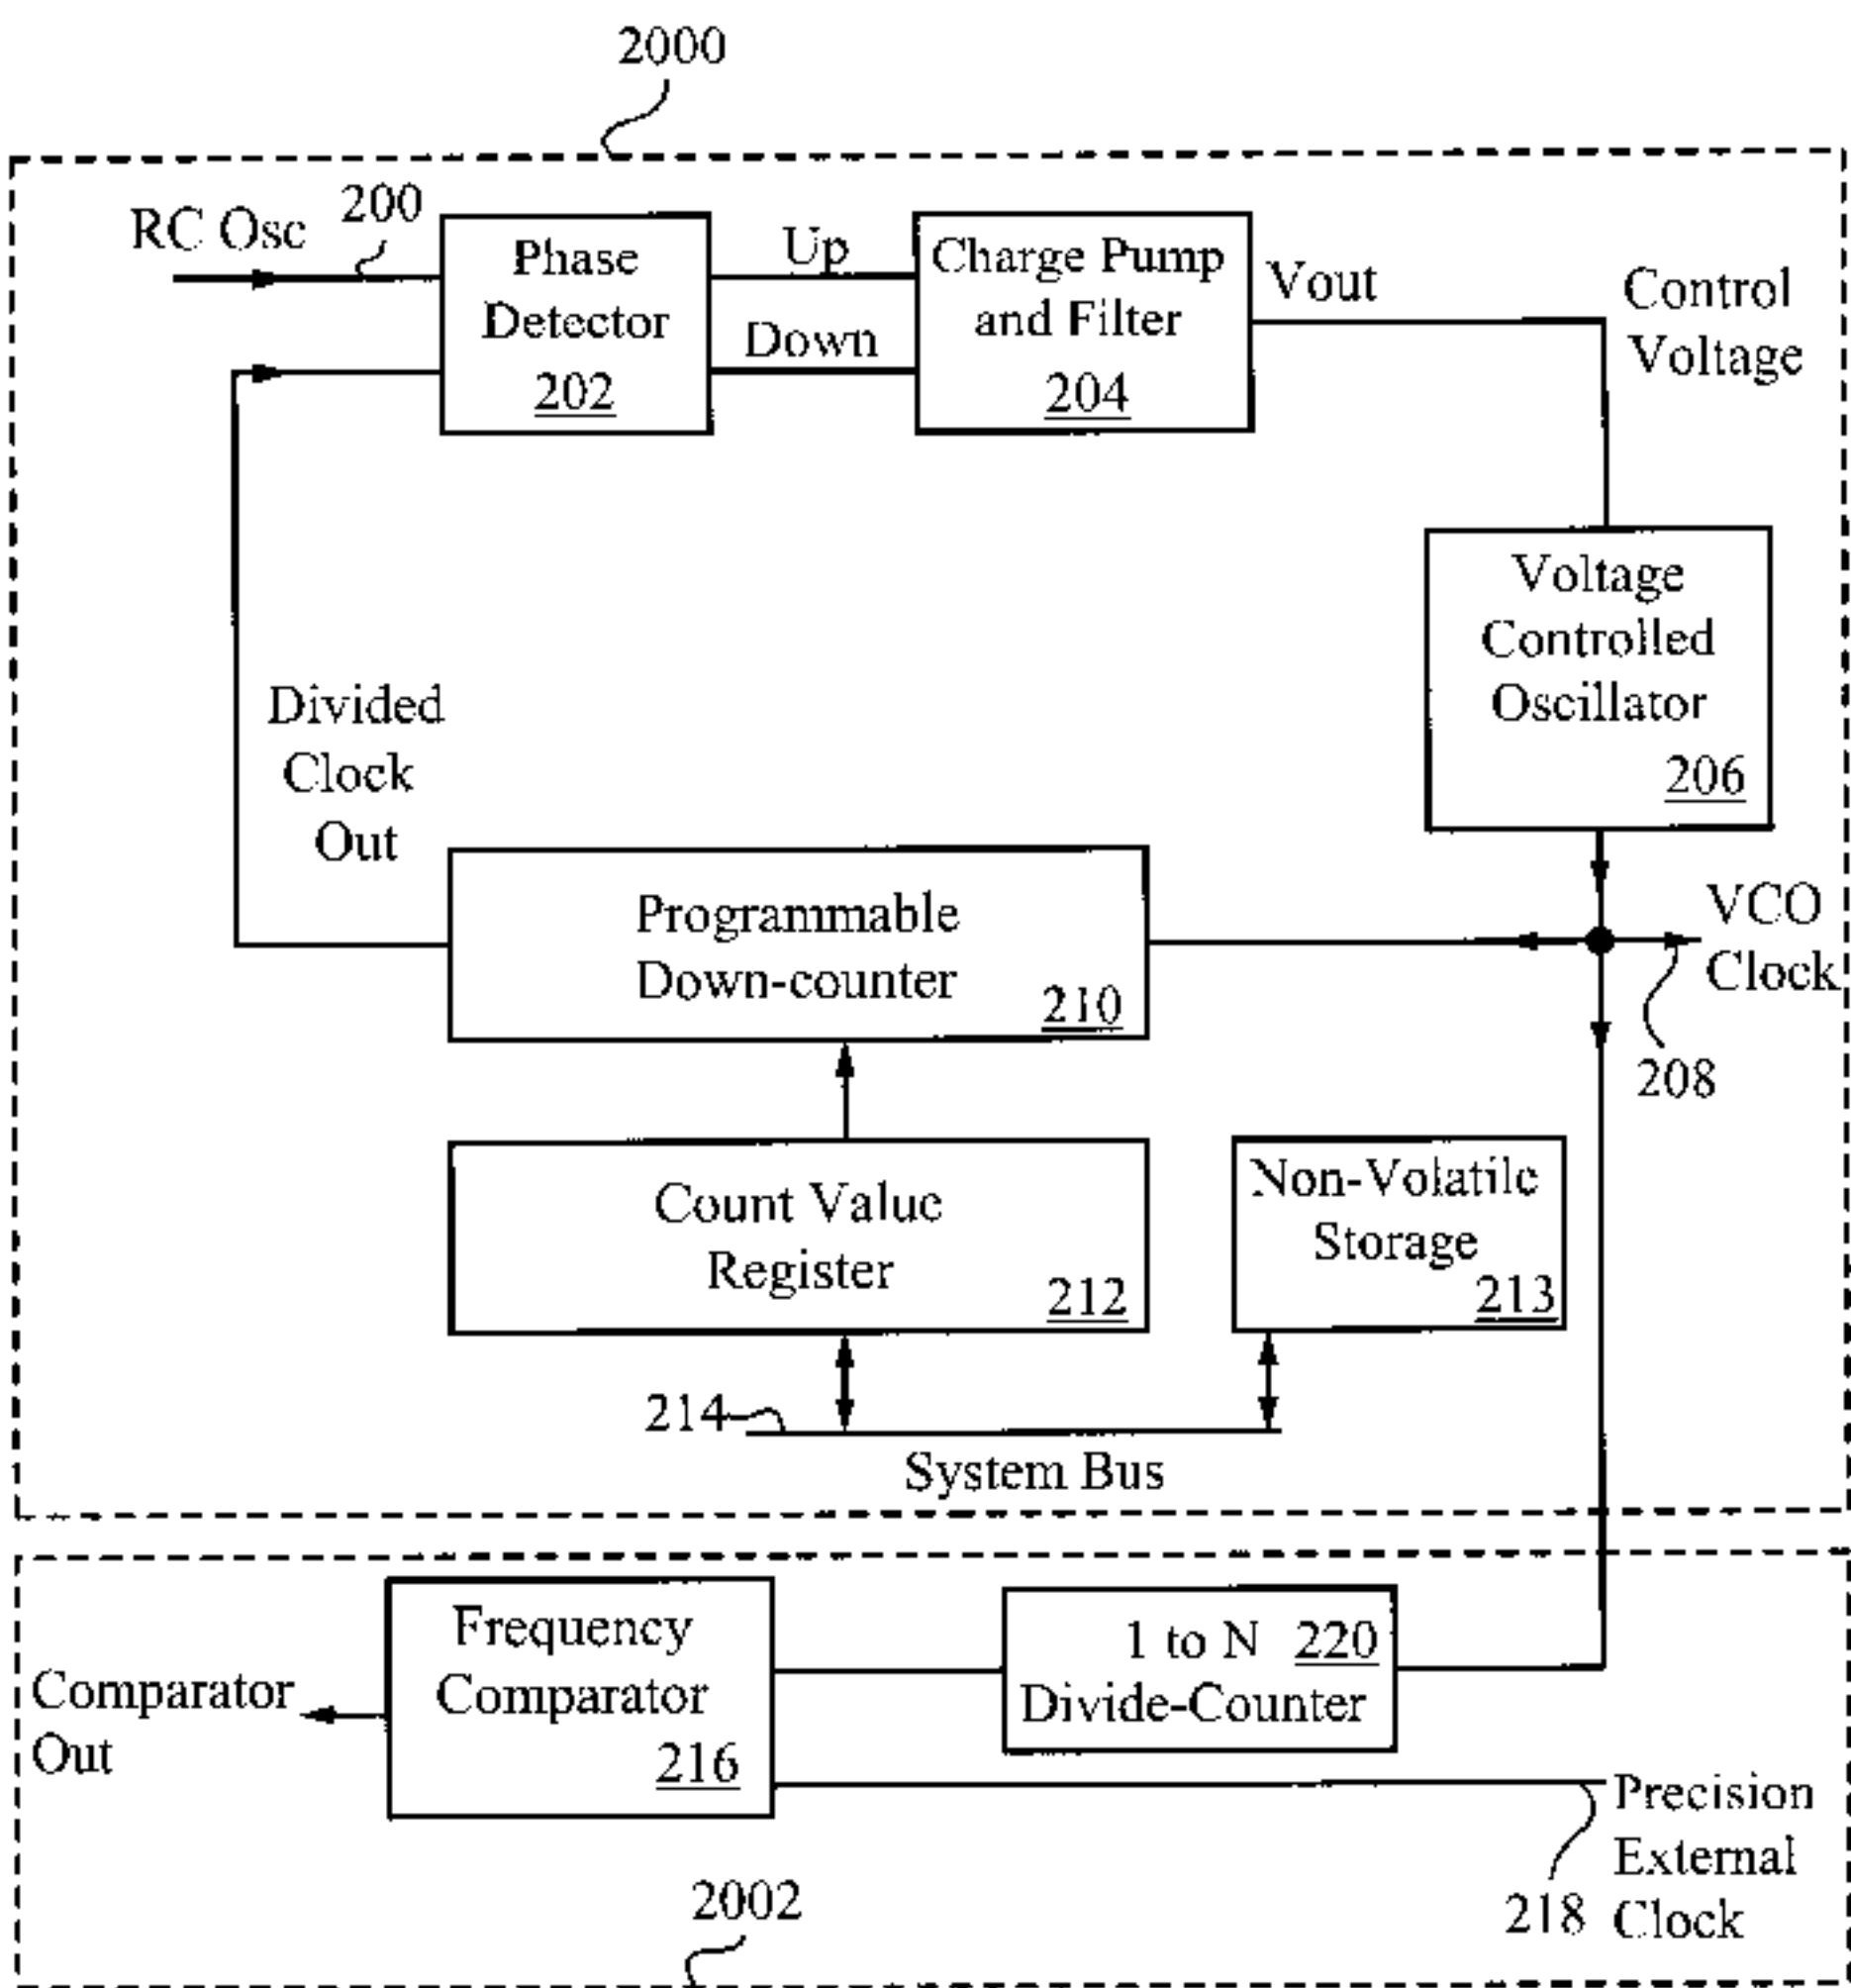 2000
RC Osc
200
Phase
Detector
202
Up
Down
Charge Pump
and Filter
204
Vout
Control
Voltage
Voltage
Controlled
Oscillator
206
Divided
Clock
Out
Programmable
Down-counter
210
VCO
Clock
208
Count Value
Register
212
Non-Volatile
Storage
213
214
System Bus
Frequency
Comparator
216
1 to N 220
Divide-Counter
Comparator
Out
Precision
External
Clock
218
2002